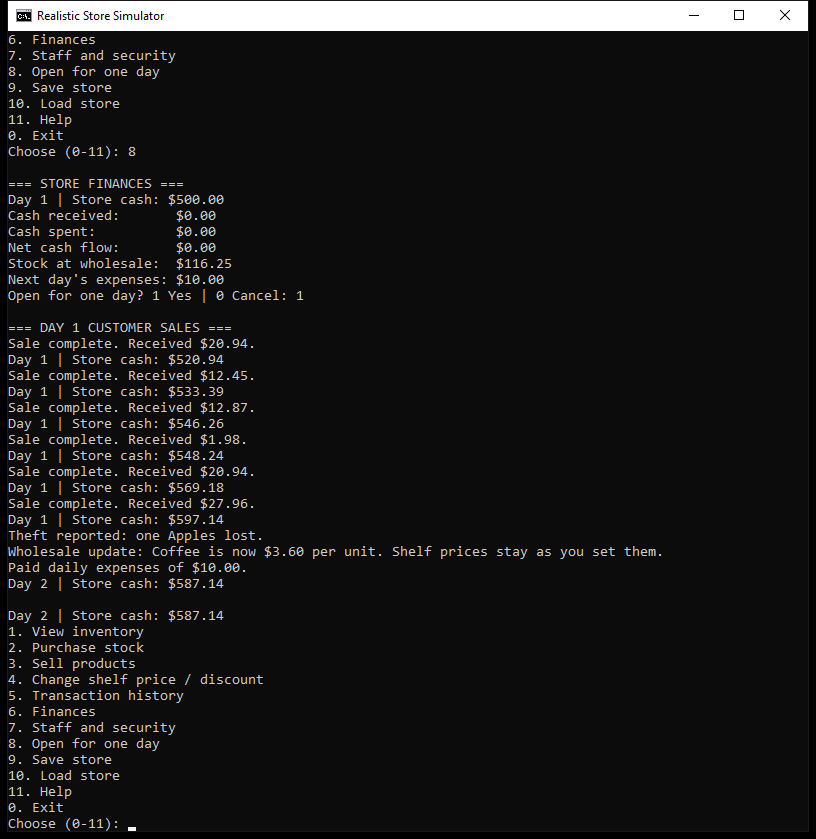 Realistic Store Simulator
6. Finances
7. Staff and security
8. Open for one day
9. Save store
10. Load store
11. Help
0. Exit
Choose (0-11): 8

=== STORE FINANCES ===
Day 1 | Store cash: $500.00
Cash received:       $0.00
Cash spent:          $0.00
Net cash flow:       $0.00
Stock at wholesale:  $116.25
Next day's expenses: $10.00
Open for one day? 1 Yes | 0 Cancel: 1

=== DAY 1 CUSTOMER SALES ===
Sale complete. Received $20.94.
Day 1 | Store cash: $520.94
Sale complete. Received $12.45.
Day 1 | Store cash: $533.39
Sale complete. Received $12.87.
Day 1 | Store cash: $546.26
Sale complete. Received $1.98.
Day 1 | Store cash: $548.24
Sale complete. Received $20.94.
Day 1 | Store cash: $569.18
Sale complete. Received $27.96.
Day 1 | Store cash: $597.14
Theft reported: one Apples lost.
Wholesale update: Coffee is now $3.60 per unit. Shelf prices stay as you set them.
Paid daily expenses of $10.00.
Day 2 | Store cash: $587.14

Day 2 | Store cash: $587.14
1. View inventory
2. Purchase stock
3. Sell products
4. Change shelf price / discount
5. Transaction history
6. Finances
7. Staff and security
8. Open for one day
9. Save store
10. Load store
11. Help
0. Exit
Choose (0-11):